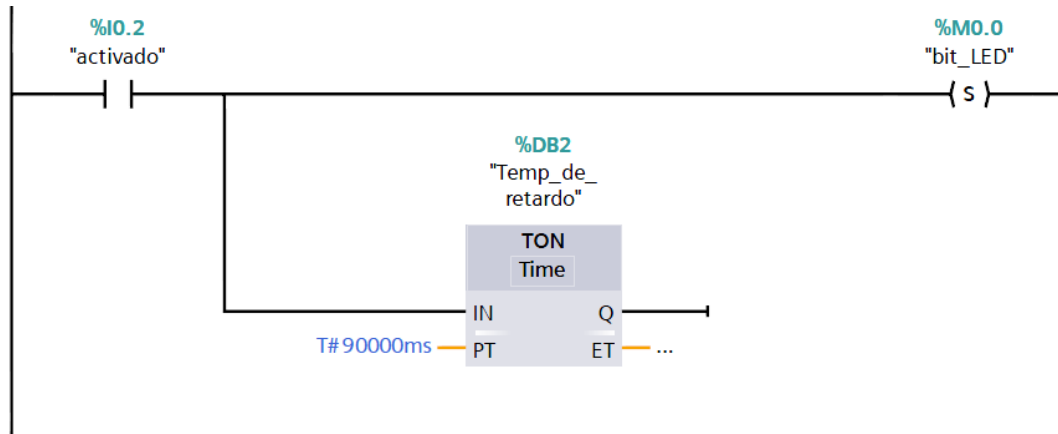 %I0.2
"activado"
%M0.0
"bit_LED"
S
%DB2
"Temp_de_
retardo"
TON
Time
IN
Q
T#90000ms
PT
ET
...